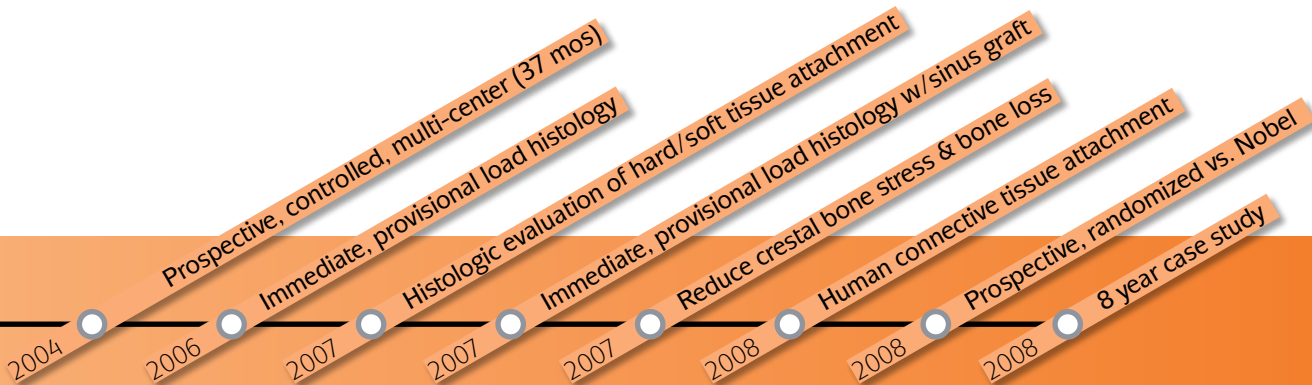 2004 Prospective, controlled, multi-center (37 mos)
2006 Immediate, provisional load histology
2007 Histologic evaluation of hard/soft tissue attachment
2007 Immediate, provisional load histology w/sinus graft
2007 Reduce crestal bone stress & bone loss
2008 Human connective tissue attachment
2008 Prospective, randomized vs. Nobel
2008 8 year case study